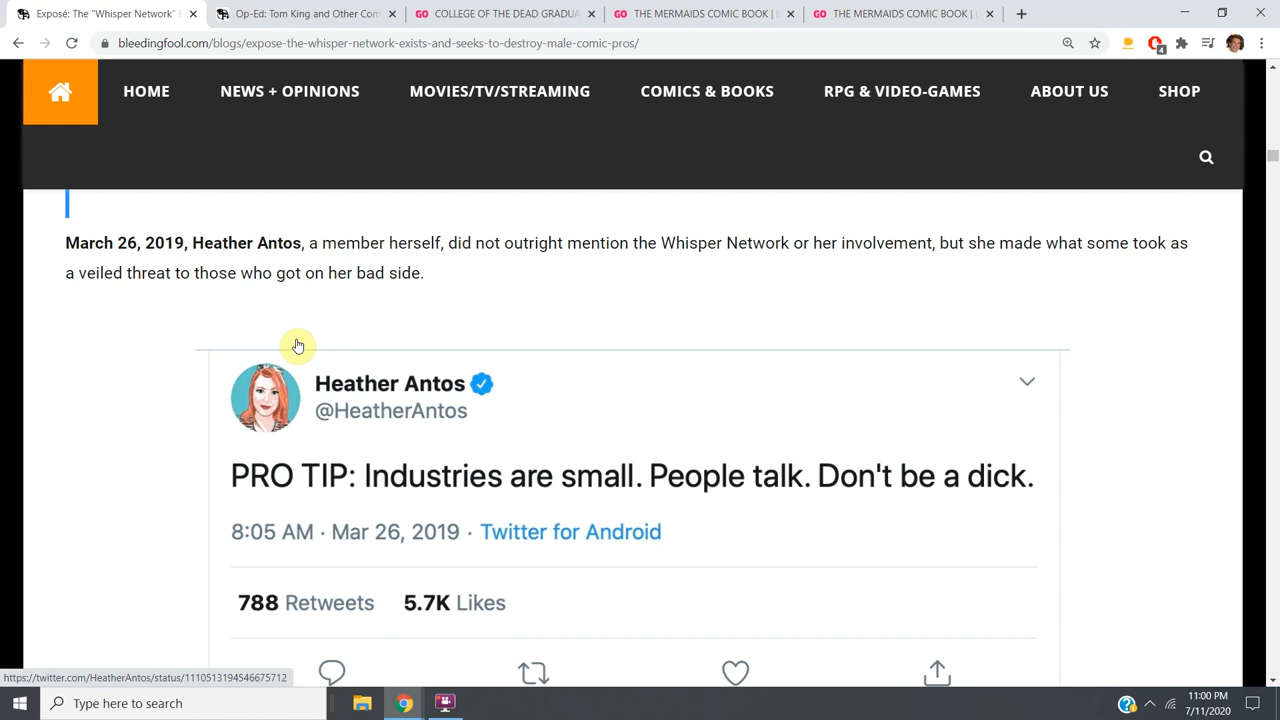 Exposé: The "Whisper Network" E
Op-Ed: Tom King and Other Com
GO COLLEGE OF THE DEAD GRADUA
GO THE MERMAIDS COMIC BOOK | I
GO THE MERMAIDS COMIC BOOK | I
bleedingfool.com/blogs/expose-the-whisper-network-exists-and-seeks-to-destroy-male-comic-pros/
4
HOME NEWS + OPINIONS MOVIES/TV/STREAMING COMICS & BOOKS RPG & VIDEO-GAMES ABOUT US SHOP
March 26, 2019, Heather Antos, a member herself, did not outright mention the Whisper Network or her involvement, but she made what some took as
a veiled threat to those who got on her bad side.
Heather Antos
@HeatherAntos
PRO TIP: Industries are small. People talk. Don't be a dick.
8:05 AM · Mar 26, 2019 · Twitter for Android
788 Retweets 5.7K Likes
https://twitter.com/HeatherAntos/status/1110513194546675712
Type here to search
11:00 PM
7/11/2020